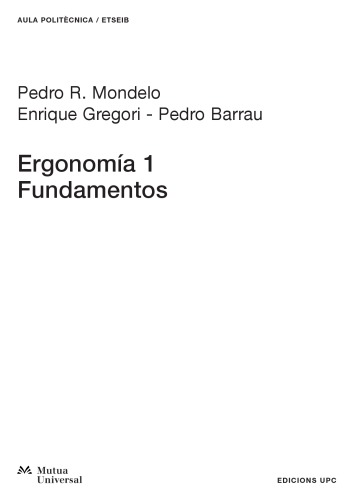 AULA POLITÈCNICA / ETSEIB
Pedro R. Mondelo
Enrique Gregori - Pedro Barrau
Ergonomía 1
Fundamentos
Mutua
Universal
EDICIONS UPC